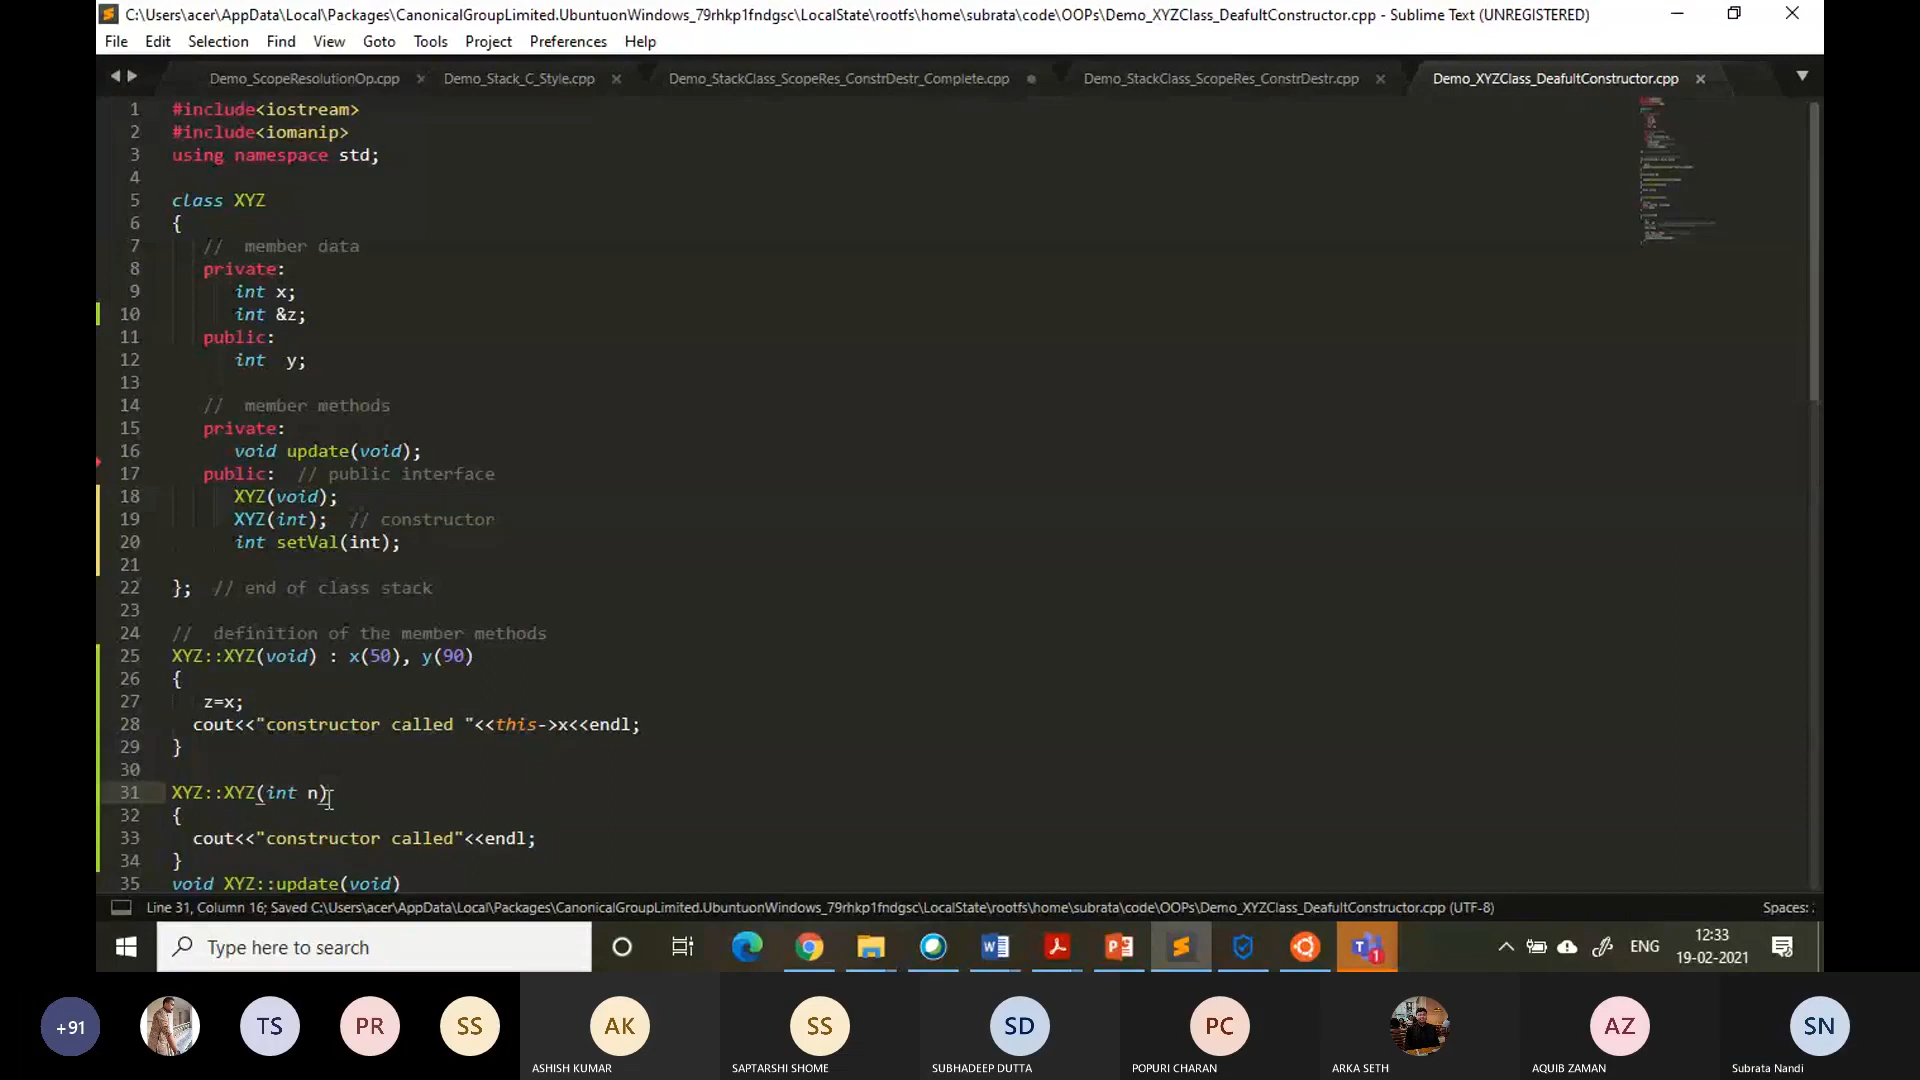 C:\Users\acer\AppData\Local\Packages\CanonicalGroupLimited.UbuntuonWindows_79rhkp1fndgsc\LocalState\rootfs\home\subrata\code\OOPs\Demo_XYZClass_DeafultConstructor.cpp - Sublime Text (UNREGISTERED)
File Edit Selection Find View Goto Tools Project Preferences Help
Demo_ScopeResolutionOp.cpp Demo_Stack_C_Style.cpp Demo_StackClass_ScopeRes_ConstrDestr_Complete.cpp Demo_StackClass_ScopeRes_ConstrDestr.cpp Demo_XYZClass_DeafultConstructor.cpp
1 #include<iostream>
2 #include<iomanip>
3 using namespace std;
4
5 class XYZ
6 {
7 // member data
8 private:
9 int x;
10 int &z;
11 public:
12 int y;
13
14 // member methods
15 private:
16 void update(void);
17 public: // public interface
18 XYZ(void);
19 XYZ(int); // constructor
20 int setVal(int);
21
22 }; // end of class stack
23
24 // definition of the member methods
25 XYZ::XYZ(void) : x(50), y(90)
26 {
27 z=x;
28 cout<<"constructor called "<<this->x<<endl;
29 }
30
31 XYZ::XYZ(int n)
32 {
33 cout<<"constructor called"<<endl;
34 }
35 void XYZ::update(void)
Line 31, Column 16; Saved C:\Users\acer\AppData\Local\Packages\CanonicalGroupLimited.UbuntuonWindows_79rhkp1fndgsc\LocalState\rootfs\home\subrata\code\OOPs\Demo_XYZClass_DeafultConstructor.cpp (UTF-8) Spaces:
Type here to search ENG 12:33
19-02-2021
+91 TS PR SS AK SS SD PC AZ SN
ASHISH KUMAR SAPTARSHI SHOME SUBHADEEP DUTTA POPURI CHARAN ARKA SETH AQUIB ZAMAN Subrata Nandi